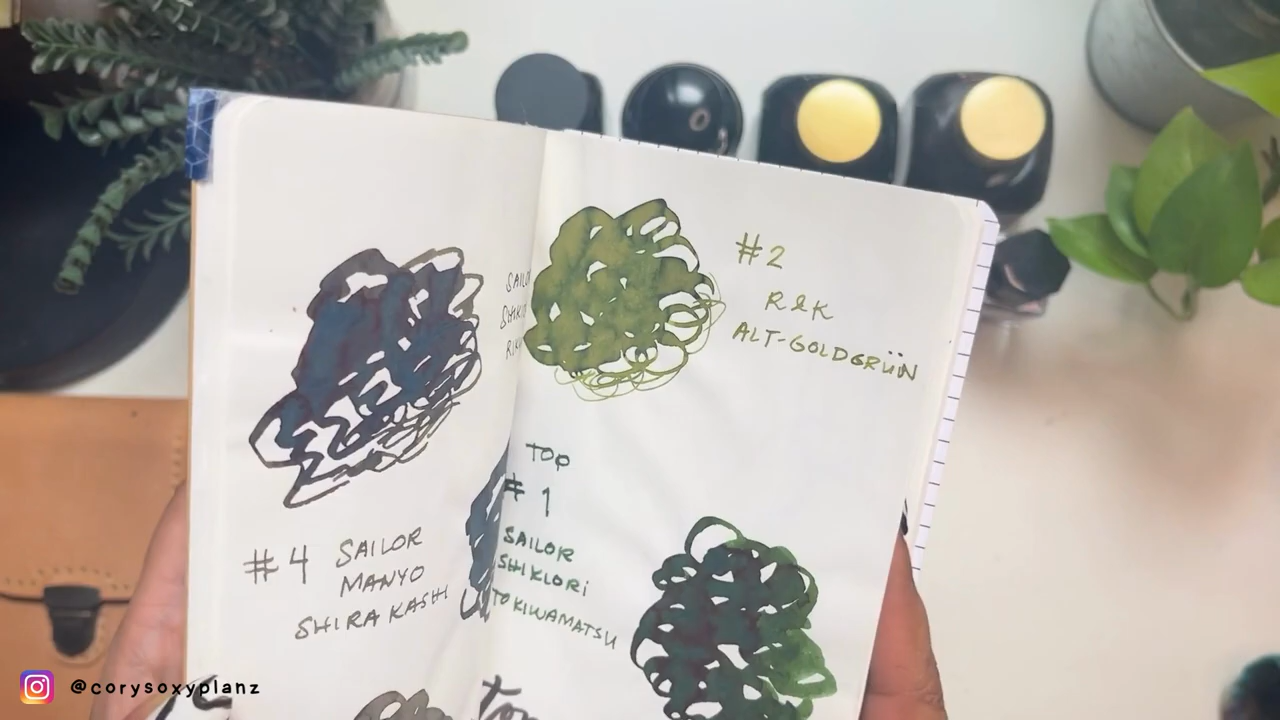 #4 SAILOR
MANYO
SHIRAKASHI
#2
R&K
ALT-GOLDGRÜN
TOP
#1
SAILOR
SHIKIORI
TOKIWAMATSU
@corysoxyplanz